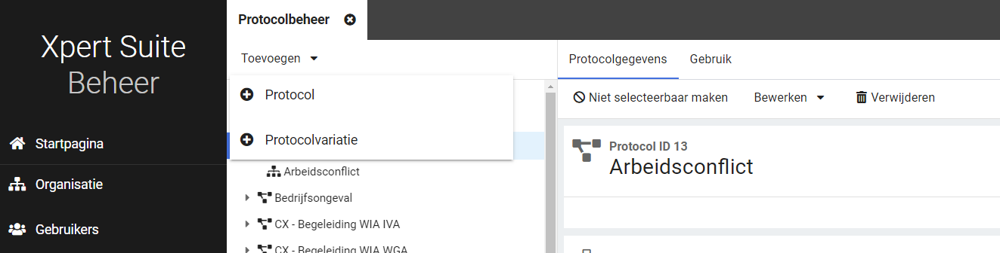 Xpert Suite
Beheer
Startpagina
Organisatie
Gebruikers
Protocolbeheer
Toevoegen
Protocol
Protocolvariatie
Arbeidsconflict
Bedrijfsongeval
CX - Begeleiding WIA IVA
CX - Begeleiding WIA WGA
Protocolgegevens Gebruik
Niet selecteerbaar maken Bewerken Verwijderen
Protocol ID 13
Arbeidsconflict